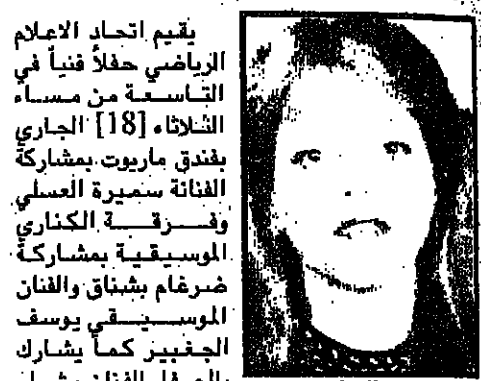 يقيم اتحاد الاعلام
الرياضي حفلاً فنياً في
التاسعة من مساء
الثلاثاء [18] الجاري
بفندق ماريوت بمشاركة
الفنانة سميرة العسلي
وفرقة الكناري
الموسيقية بمشاركة
ضرغام بشناق والفنان
الموسيقي يوسف
الجغبير كما يشارك
الفنان